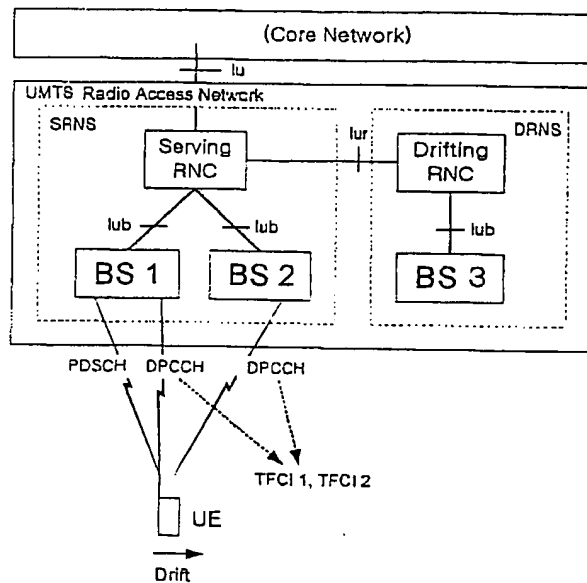 (Core Network)
Iu
UMTS Radio Access Network
SRNS
DRNS
Serving
RNC
Iur
Drifting
RNC
Iub
Iub
Iub
BS 1
BS 2
BS 3
PDSCH
DPCCH
DPCCH
TFCI 1, TFCI 2
UE
Drift